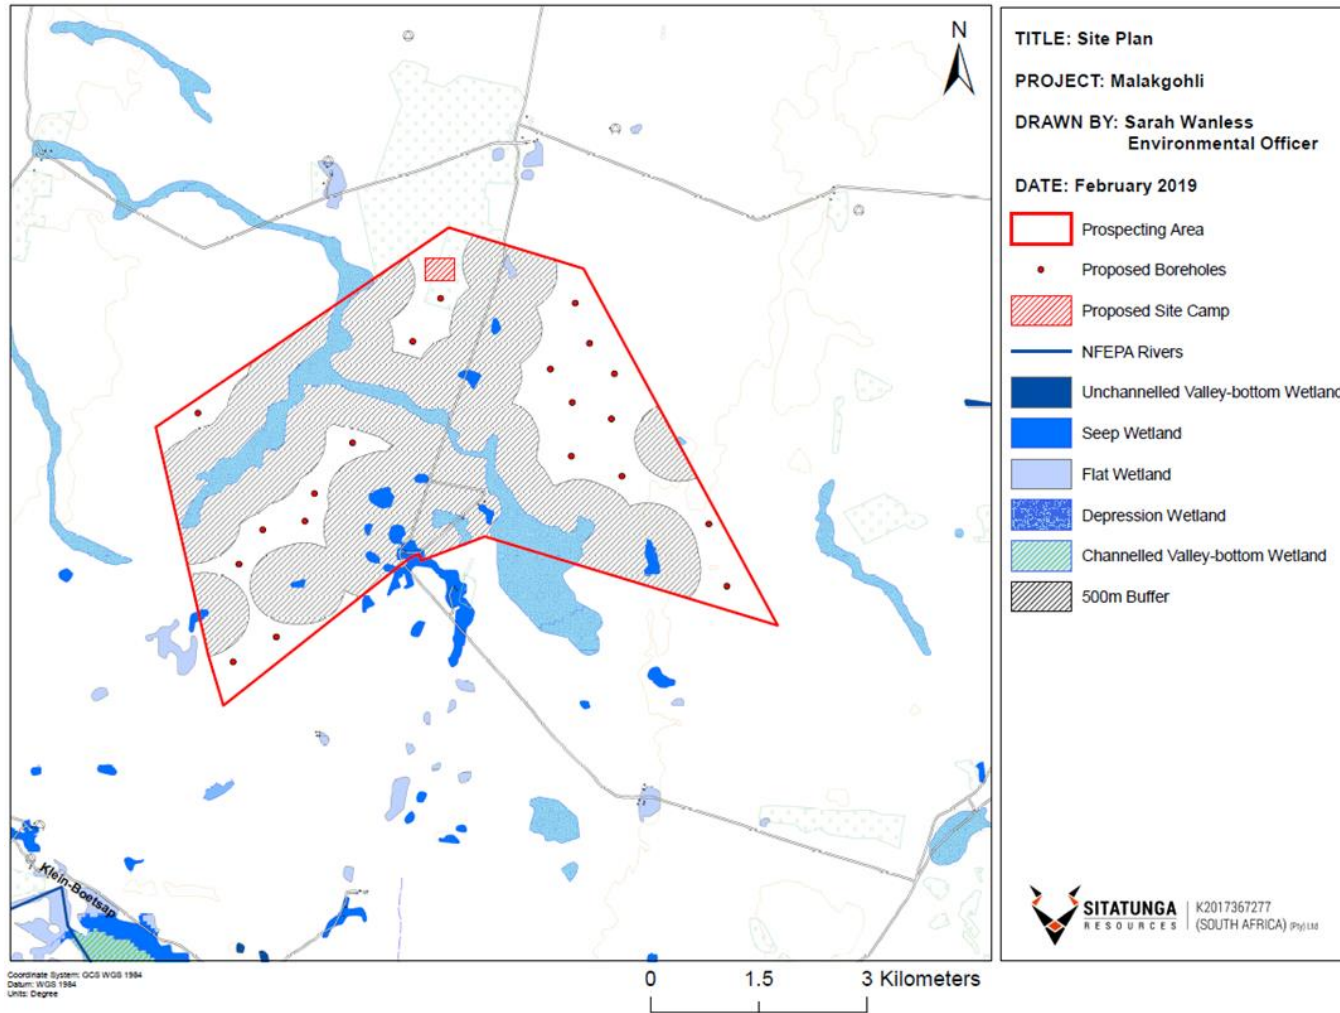 N
Klein-Boetsap
Coordinate System: GCS WGS 1984
Datum: WGS 1984
Units: Degree
0 1.5 3 Kilometers
TITLE: Site Plan
PROJECT: Malakgohli
DRAWN BY: Sarah Wanless
Environmental Officer
DATE: February 2019
Prospecting Area
Proposed Boreholes
Proposed Site Camp
NFEPA Rivers
Unchannelled Valley-bottom Wetland
Seep Wetland
Flat Wetland
Depression Wetland
Channelled Valley-bottom Wetland
500m Buffer
SITATUNGA
RESOURCES
K2017367277
(SOUTH AFRICA) (Pty) Ltd